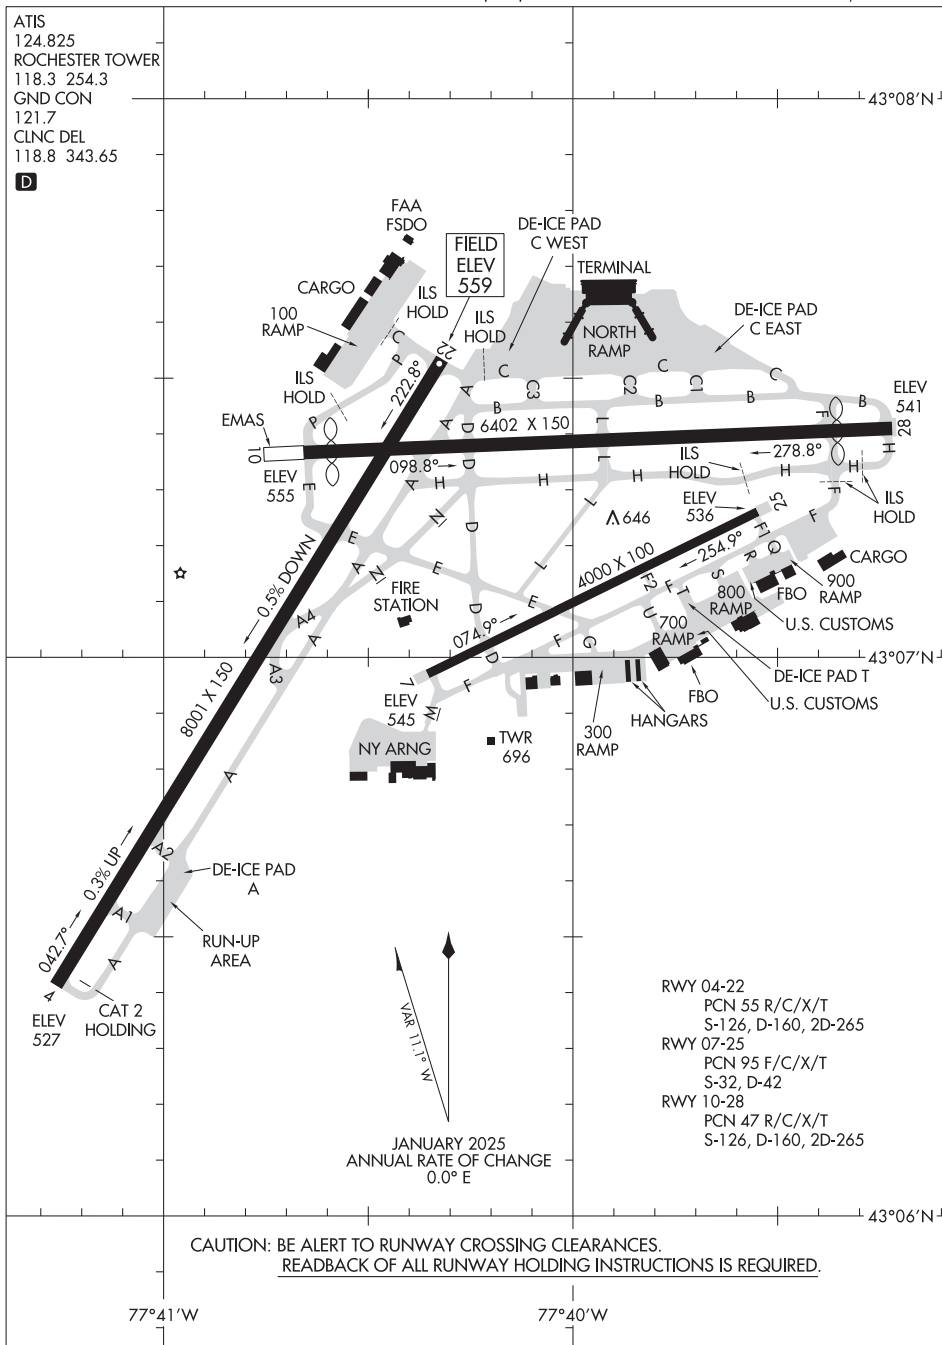 ATIS
124.825
ROCHESTER TOWER
118.3 254.3
GND CON
121.7
CLNC DEL
118.8 343.65
D
43°08'N
FAA
FSDO
FIELD
ELEV
559
DE-ICE PAD
C WEST
TERMINAL
CARGO
100
RAMP
ILS
HOLD
ILS
HOLD
NORTH
RAMP
DE-ICE PAD
C EAST
C
P
22
222.8°
ILS
HOLD
C
C3
C2
C
C1
C
ELEV
541
EMAS
P
A
B
B
B
F
B
A
D
6402 X 150
L
28
10
ELEV
555
098.8°
D
L
ILS
HOLD
278.8°
H
E
A
H
H
H
H
H
F
ILS
HOLD
N
L
646
ELEV
536
25
E
D
F1
F
0.5% DOWN
A
N
E
L
4000 X 100
254.9°
Q
R
CARGO
FIRE
STATION
F2
F
S
800
RAMP
FBO
900
RAMP
A4
A
D
E
T
U
700
RAMP
U.S. CUSTOMS
074.9°
F
G
43°07'N
A3
D
DE-ICE PAD T
8001 X 150
7
F
ELEV
545
FBO
U.S. CUSTOMS
W
HANGARS
300
RAMP
NY ARNG
TWR
696
A
0.3% UP
A2
DE-ICE PAD
A
042.7°
A1
A
RUN-UP
AREA
4
ELEV
527
CAT 2
HOLDING
VAR 11.1° W
JANUARY 2025
ANNUAL RATE OF CHANGE
0.0° E
RWY 04-22
PCN 55 R/C/X/T
S-126, D-160, 2D-265
RWY 07-25
PCN 95 F/C/X/T
S-32, D-42
RWY 10-28
PCN 47 R/C/X/T
S-126, D-160, 2D-265
43°06'N
CAUTION: BE ALERT TO RUNWAY CROSSING CLEARANCES.
READBACK OF ALL RUNWAY HOLDING INSTRUCTIONS IS REQUIRED.
77°41'W
77°40'W